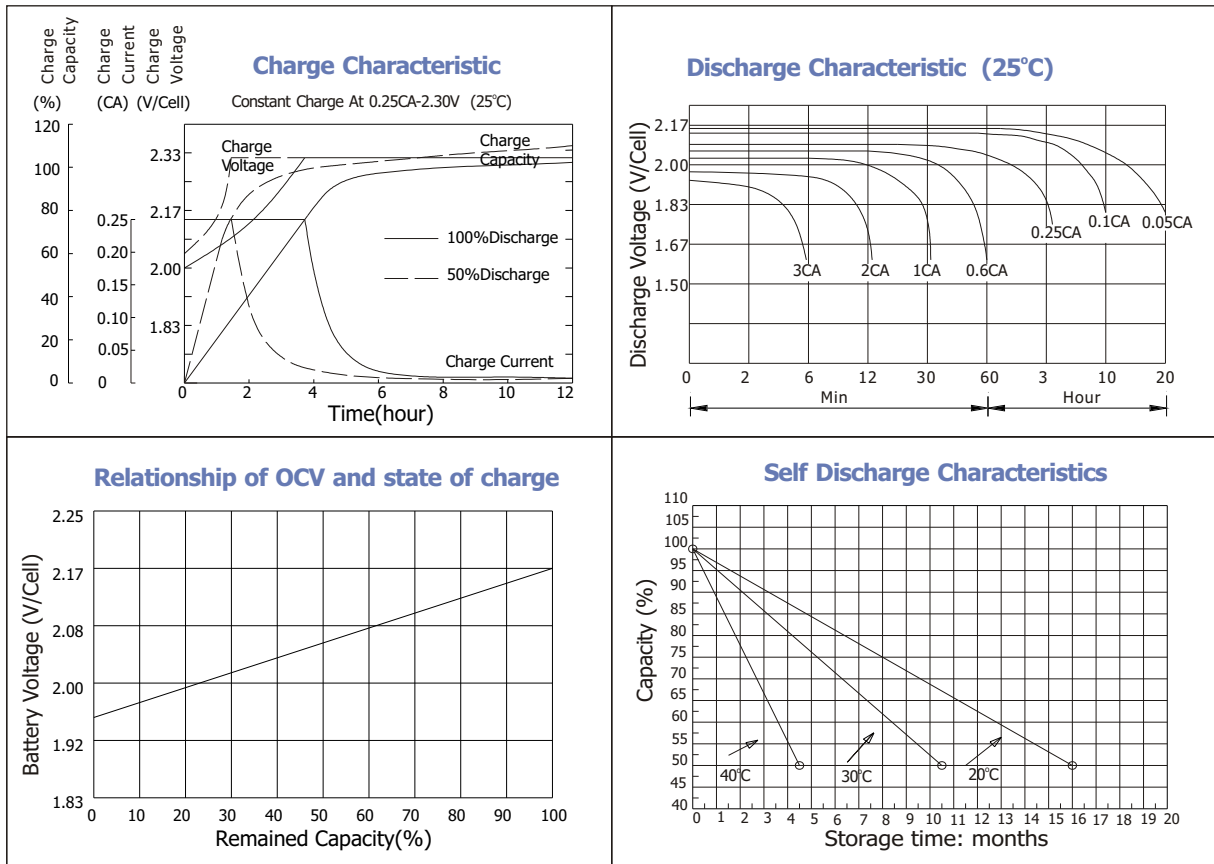 Charge Capacity
Charge Current
Charge Voltage
(%)
(CA)
(V/Cell)
Charge Characteristic
Constant Charge At 0.25CA-2.30V (25°C)
120
100
80
60
40
20
0
0.25
0.20
0.15
0.10
0.05
0
2.33
2.17
2.00
1.83
Charge
Voltage
Charge
Capacity
100%Discharge
50%Discharge
Charge Current
0 2 4 6 8 10 12
Time(hour)
Discharge Characteristic (25°C)
Discharge Voltage (V/Cell)
2.17
2.00
1.83
1.67
1.50
3CA
2CA
1CA
0.6CA
0.25CA
0.1CA
0.05CA
0 2 6 12 30 60 3 10 20
Min
Hour
Relationship of OCV and state of charge
Battery Voltage (V/Cell)
2.25
2.17
2.08
2.00
1.92
1.83
0 10 20 30 40 50 60 70 80 90 100
Remained Capacity(%)
Self Discharge Characteristics
Capacity (%)
110
105
100
95
90
85
80
75
70
65
60
55
50
45
40
40°C
30°C
20°C
0 1 2 3 4 5 6 7 8 9 10 11 12 13 14 15 16 17 18 19 20
Storage time: months